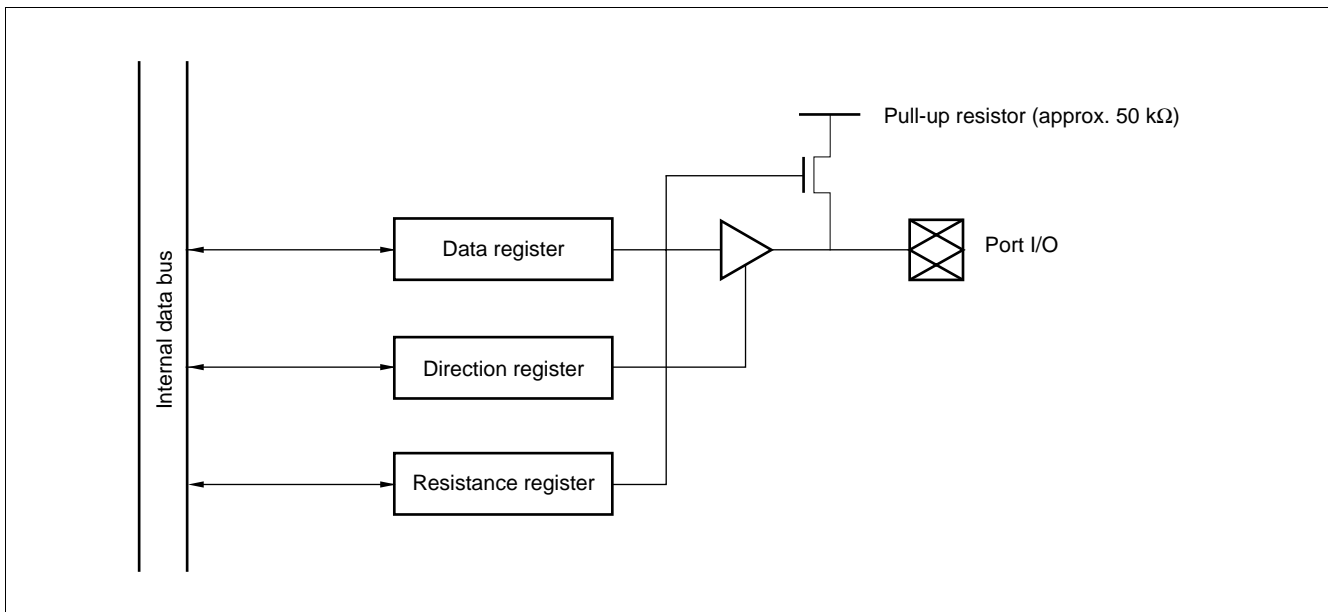 Pull-up resistor (approx. 50 kΩ)
Data register
Port I/O
Internal data bus
Direction register
Resistance register